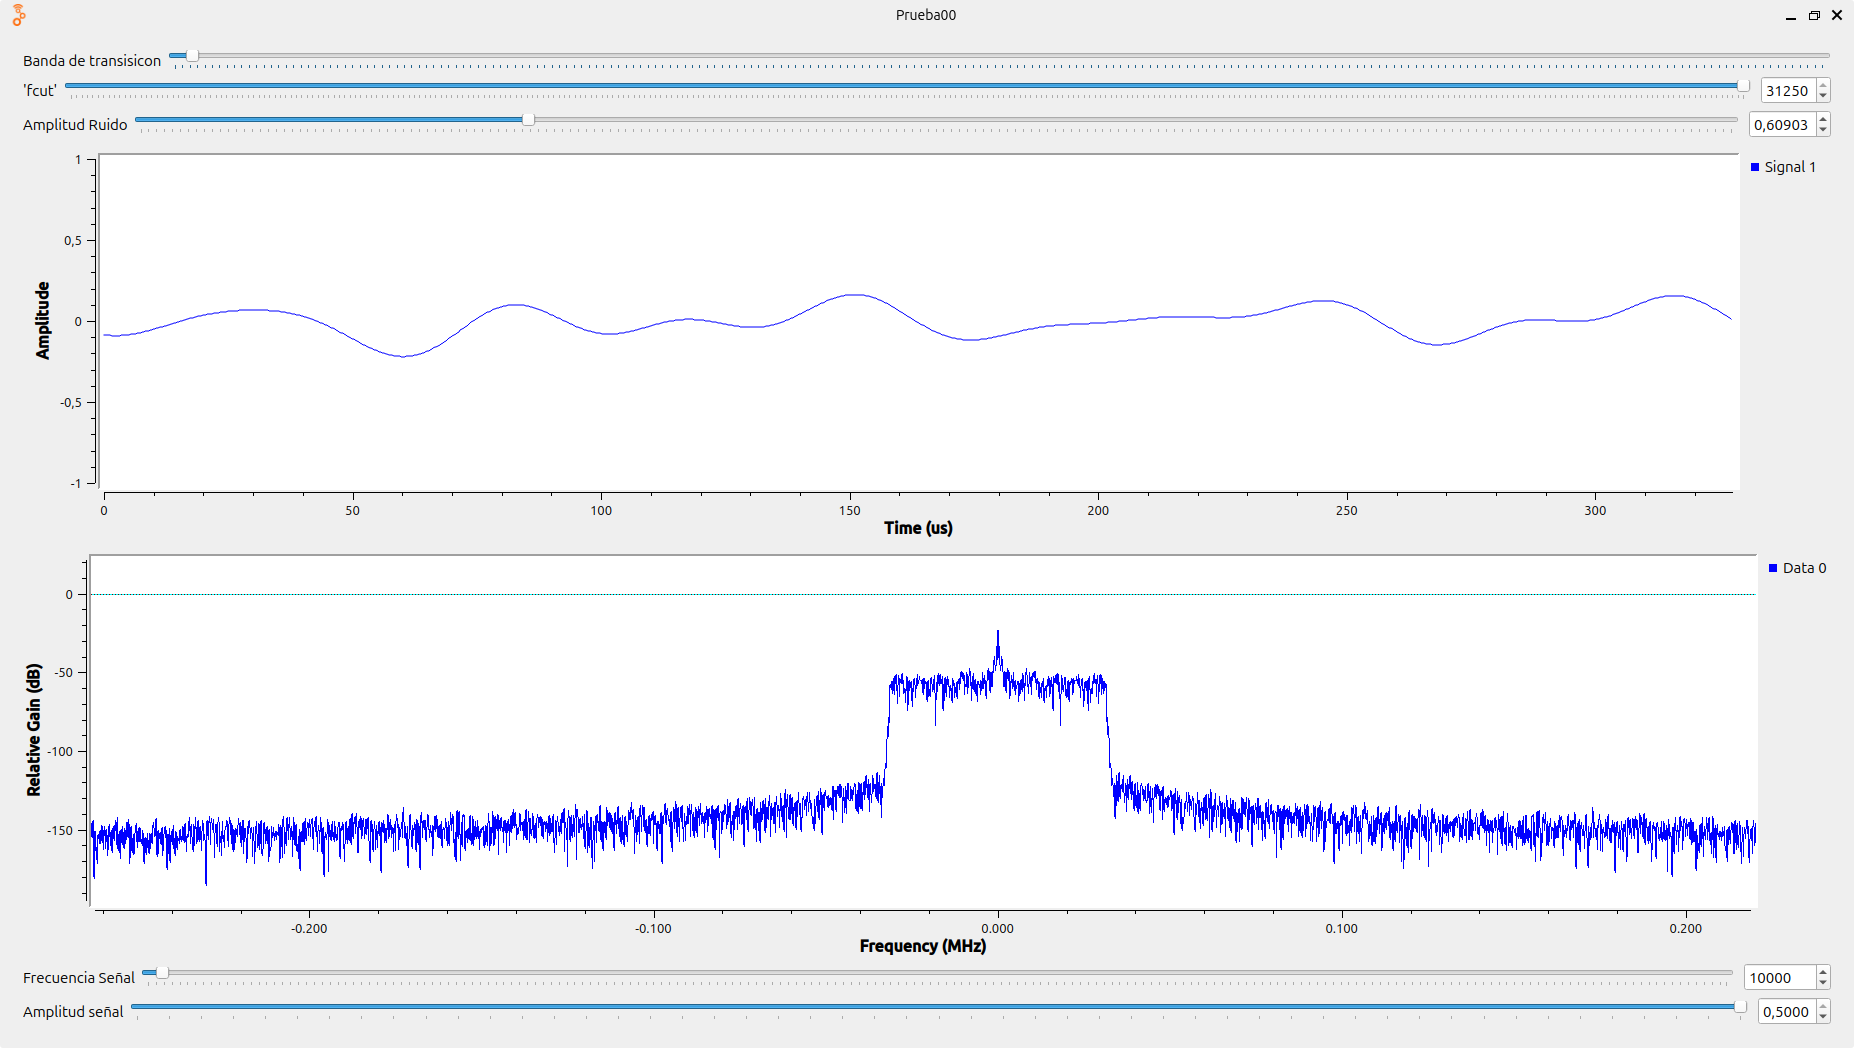 Prueba00
Banda de transisicon
'fcut' 31250
Amplitud Ruido 0,60903
1
0,5
0
-0,5
-1
Amplitude
Signal 1
0 50 100 150 200 250 300
Time (us)
0
-50
-100
-150
Relative Gain (dB)
Data 0
-0.200 -0.100 0.000 0.100 0.200
Frequency (MHz)
Frecuencia Señal 10000
Amplitud señal 0,5000